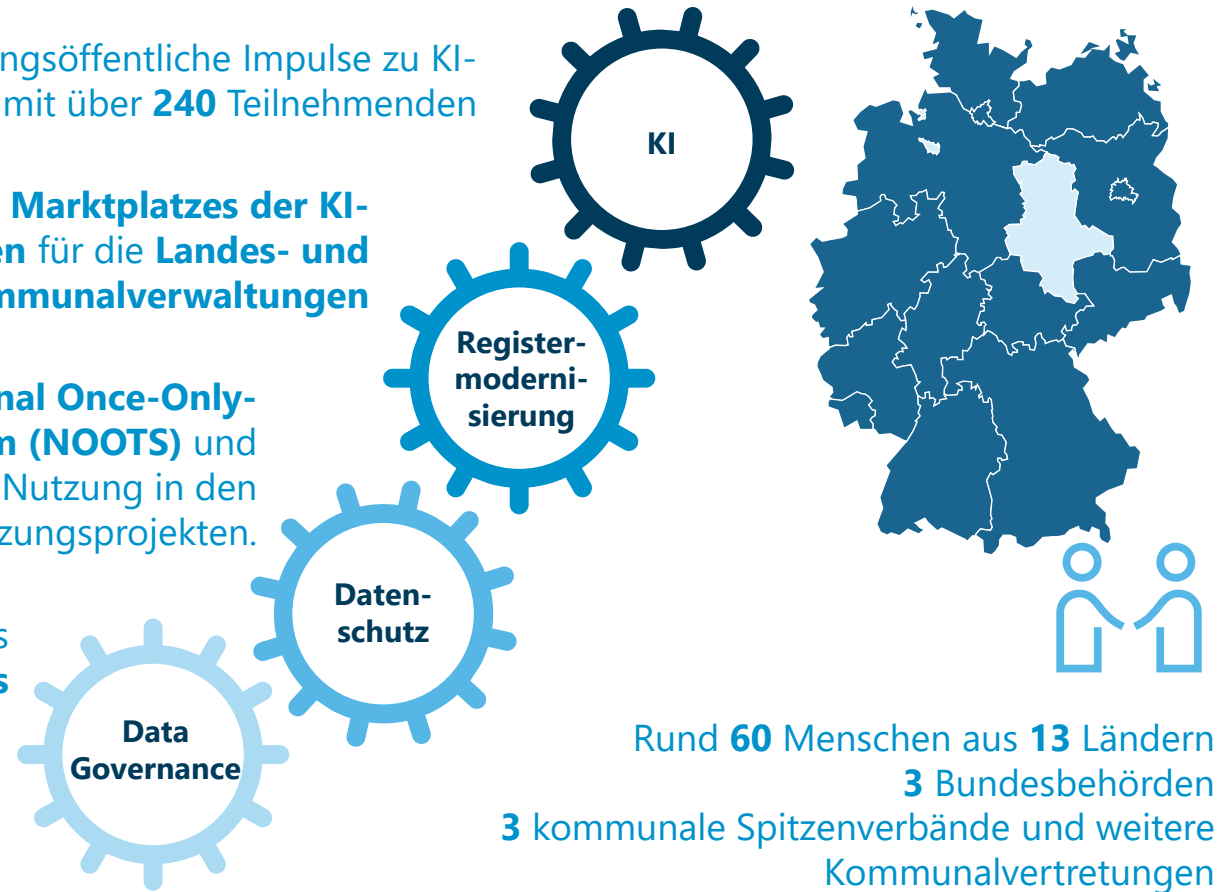 ngsöffentliche Impulse zu KI-
mit über 240 Teilnehmenden
Marktplatzes der KI-
en für die Landes- und
mmunalverwaltungen
nal Once-Only-
m (NOOTS) und
Nutzung in den
zungsprojekten.
s
s
KI
Register-
moderni-
sierung
Daten-
schutz
Data
Governance
Rund 60 Menschen aus 13 Ländern
3 Bundesbehörden
3 kommunale Spitzenverbände und weitere
Kommunalvertretungen